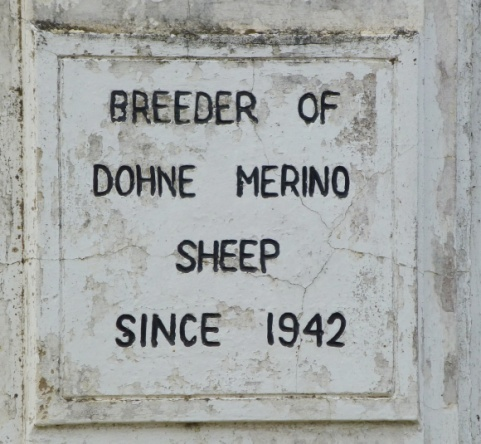 BREEDER OF
DOHNE MERINO
SHEEP
SINCE 1942